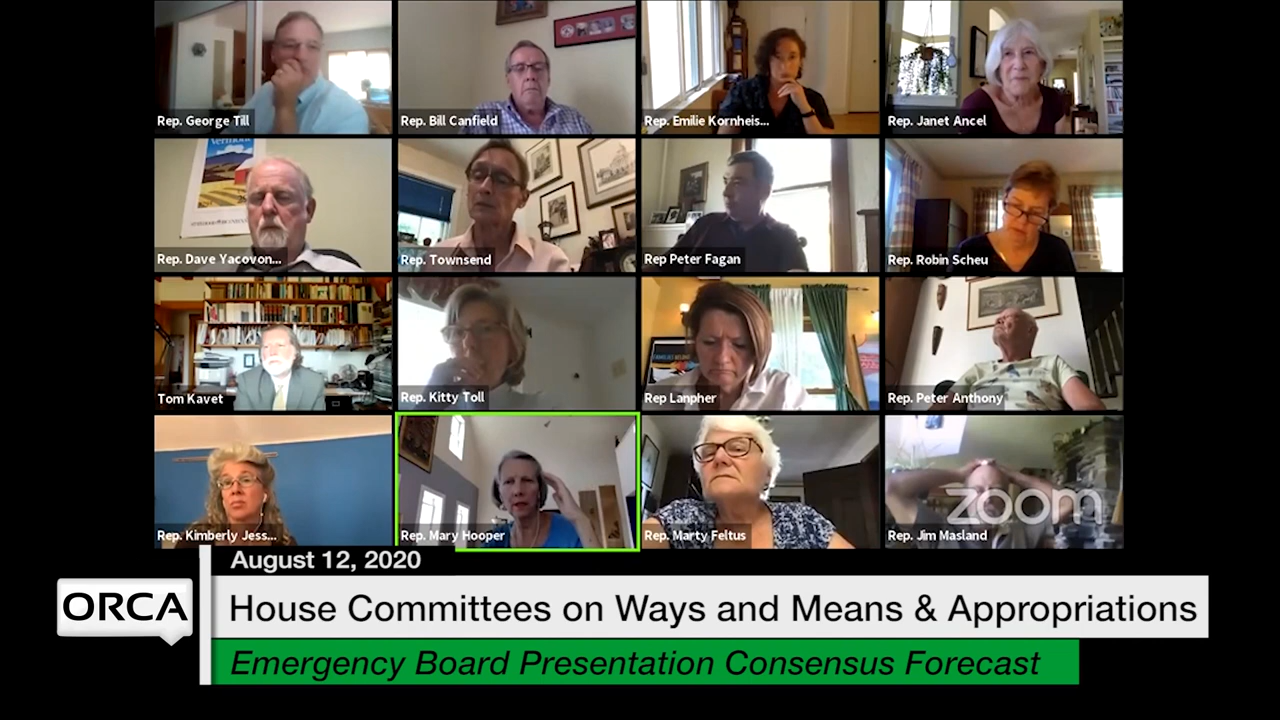 Rep. George Till
Rep. Bill Canfield
Rep. Emilie Kornheis...
Rep. Janet Ancel
Vermont
Rep. Dave Yacovon...
Rep. Townsend
Rep Peter Fagan
Rep. Robin Scheu
Tom Kavet
Rep. Kitty Toll
Rep Lanpher
Rep. Peter Anthony
Rep. Kimberly Jess...
Rep. Mary Hooper
Rep. Marty Feltus
zoom
Rep. Jim Masland
August 12, 2020
ORCA
House Committees on Ways and Means & Appropriations
Emergency Board Presentation Consensus Forecast